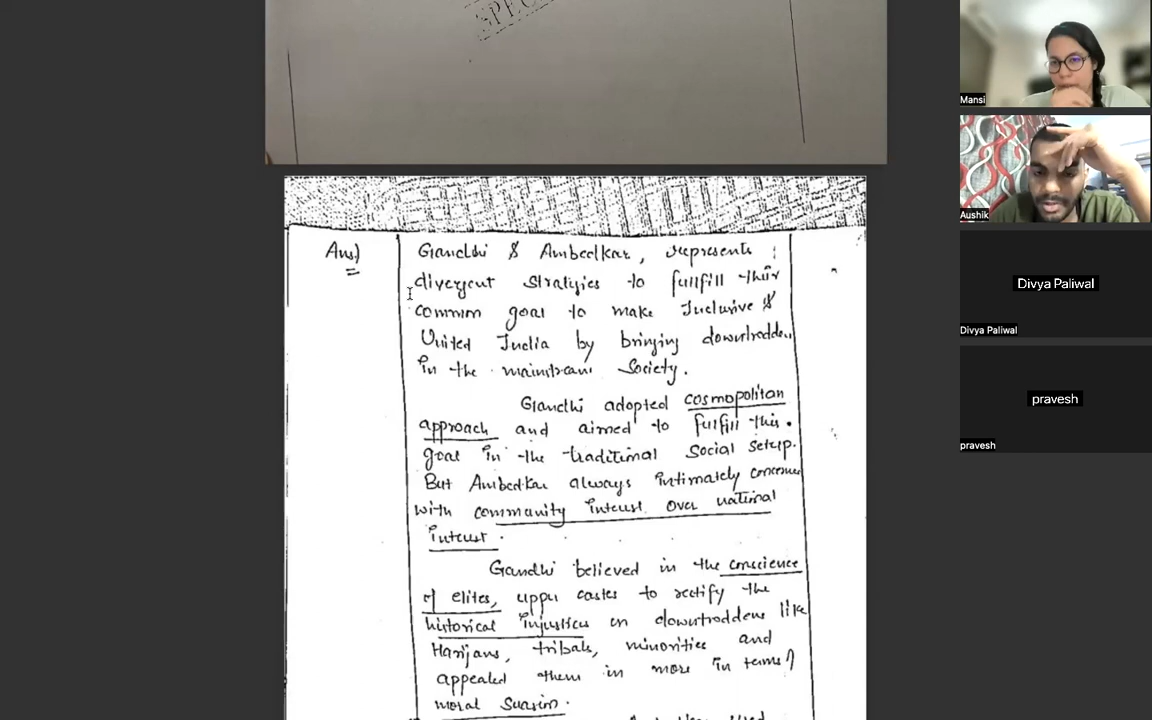 SPEC
Ans)
Gandhi & Ambedkar, represents
divergent strategies to fullfill their
common goal to make Inclusive &
United India by bringing downtrodden
in the mainstream Society.
Gandhi adopted cosmopolitan
approach and aimed to fulfill this
goal in the traditional Social setup.
But Ambedkar always intimately concerned
with community interest over national
interest.
Gandhi believed in the conscience
of elites, upper castes to rectify the
historical injustices on downtroddens like
Harijans, tribals, minorities and
appealed them in more in terms of
moral suasion.
Mansi
Aushik
Divya Paliwal
Divya Paliwal
pravesh
pravesh